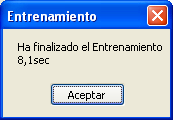 Entrenamiento
Ha finalizado el Entrenamiento
8,1sec
Aceptar